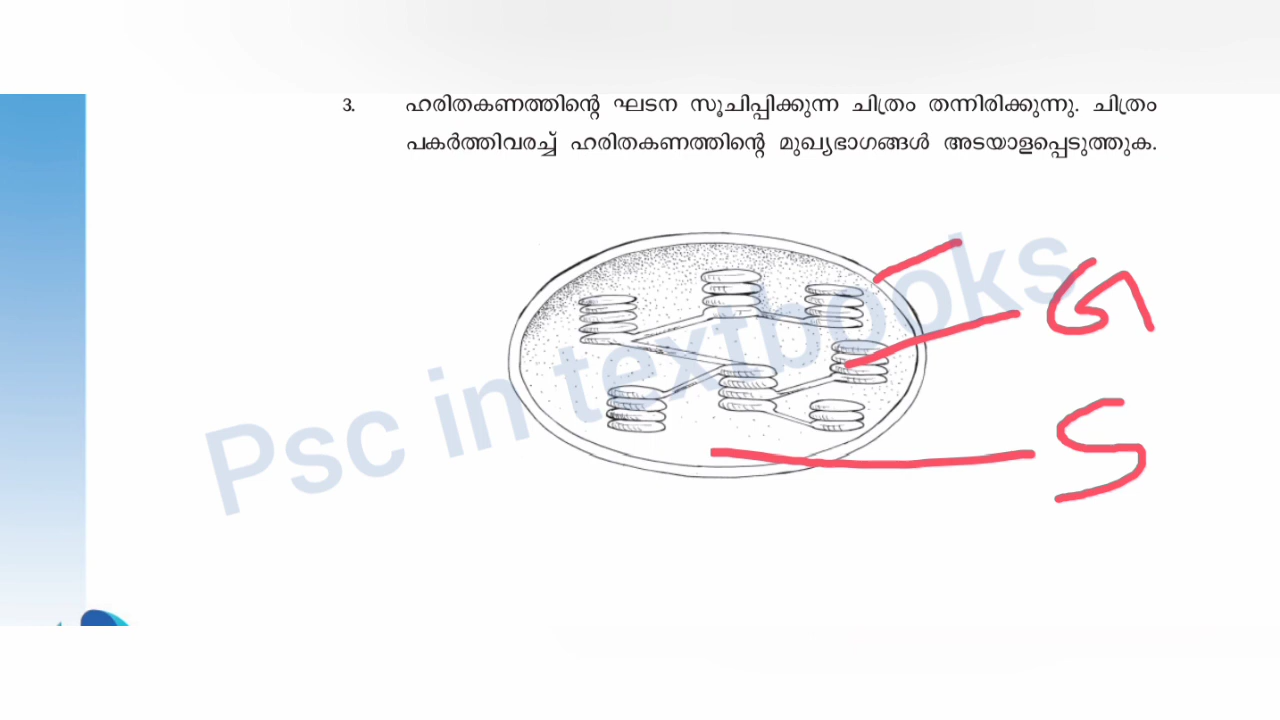 3. ഹരിതകണത്തിന്റെ ഘടന സൂചിപ്പിക്കുന്ന ചിത്രം തന്നിരിക്കുന്നു. ചിത്രം
പകർത്തിവരച്ച് ഹരിതകണത്തിന്റെ മുഖ്യഭാഗങ്ങൾ അടയാളപ്പെടുത്തുക.
Psc in textbooks
G
S